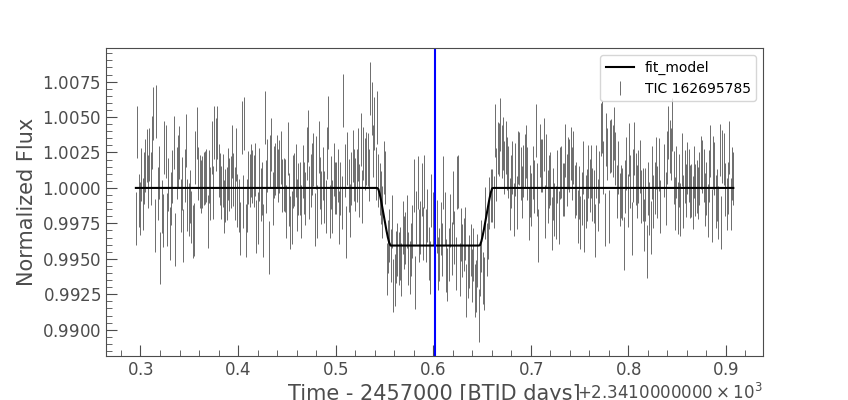 fit_model
TIC 162695785
1.0075
1.0050
1.0025
1.0000
0.9975
0.9950
0.9925
0.9900
Normalized Flux
0.3 0.4 0.5 0.6 0.7 0.8 0.9
Time - 2457000 [BTJD days]
+2.3410000000 × 10³